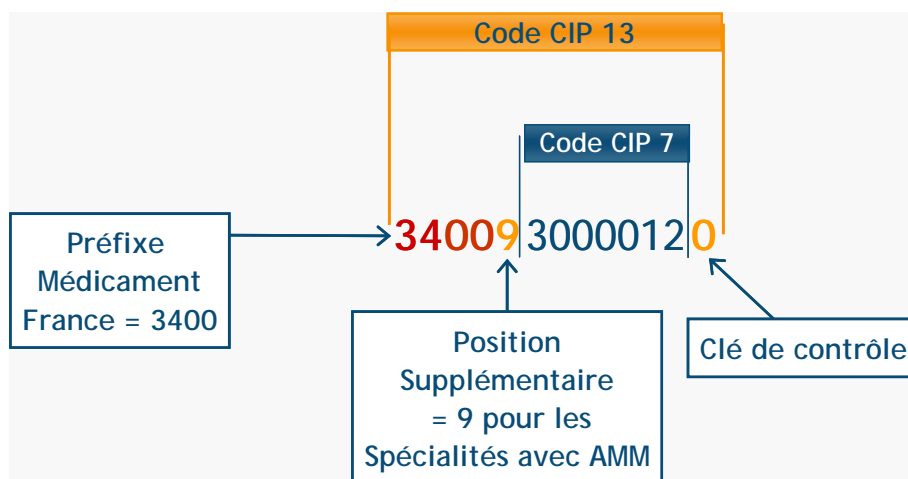 Code CIP 13
Code CIP 7
3400930000120
Préfixe
Médicament
France = 3400
Position
Supplémentaire
= 9 pour les
Spécialités avec AMM
Clé de contrôle